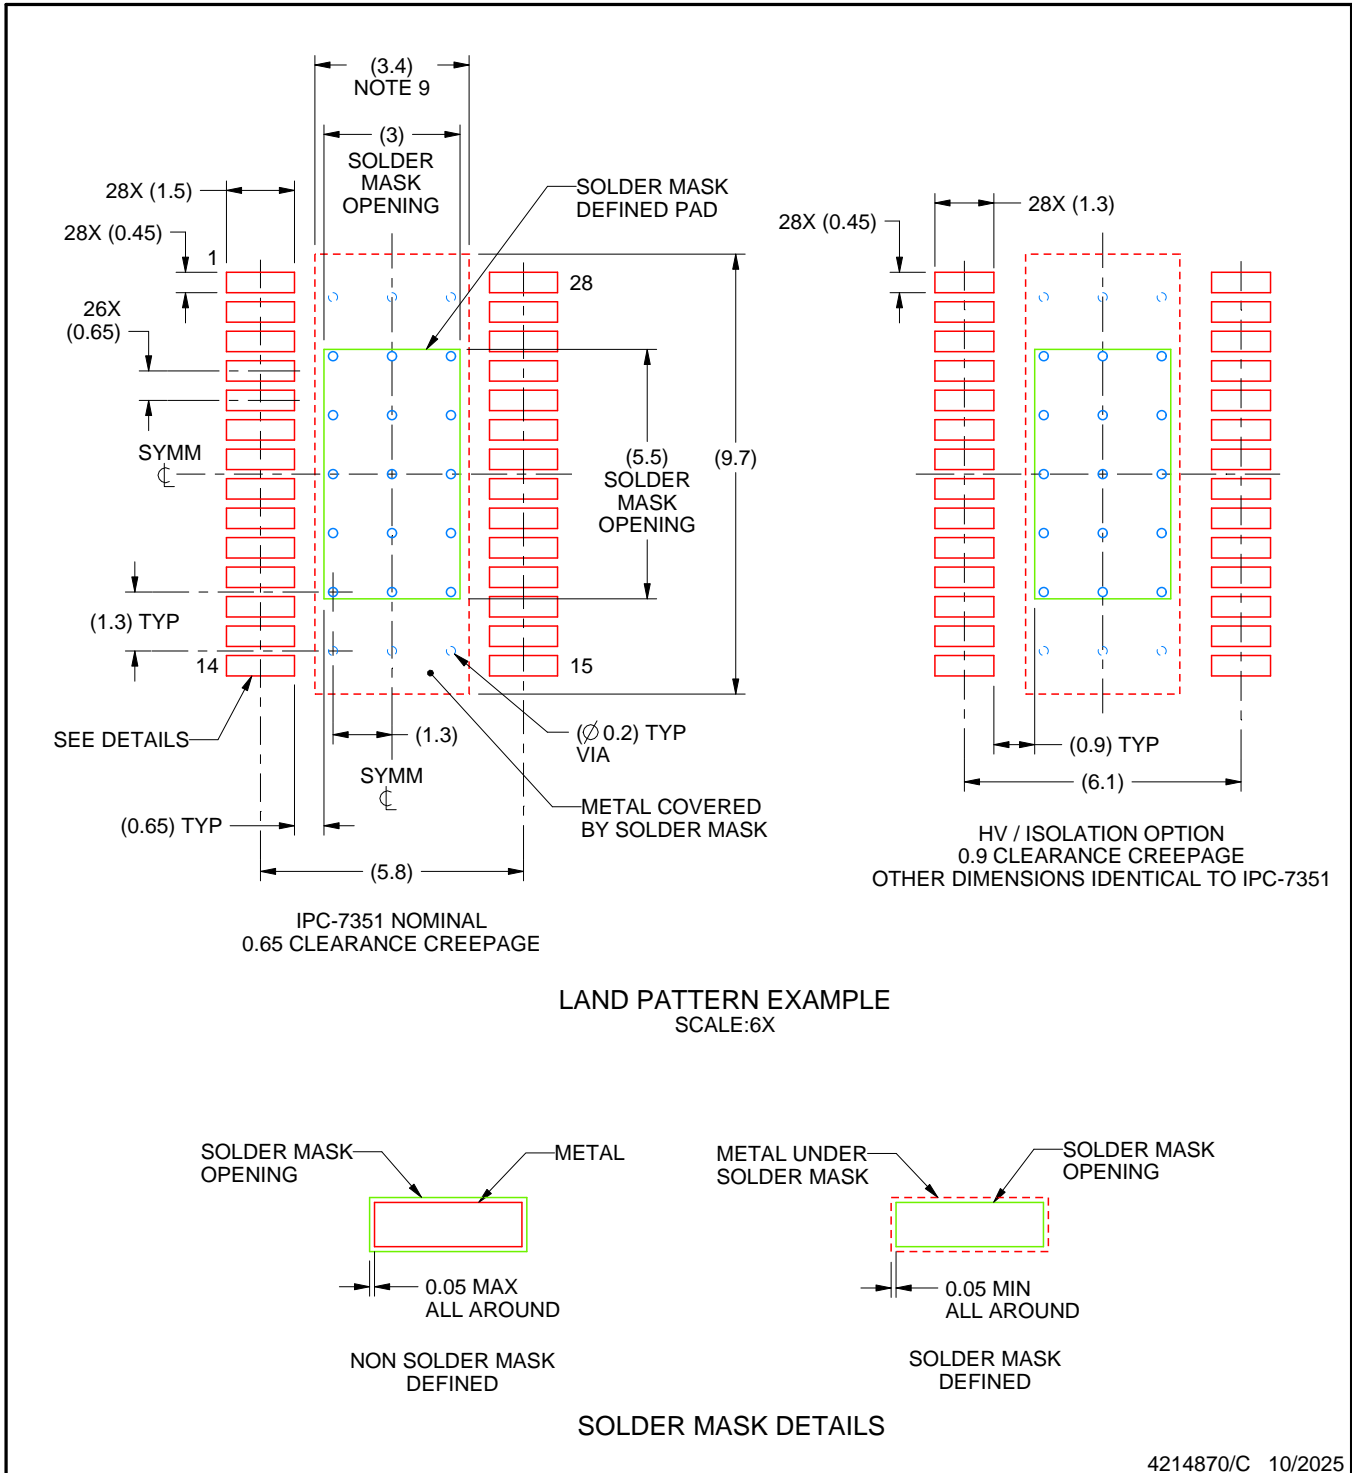 (3.4)
NOTE 9
(3)
SOLDER
MASK
OPENING
28X (1.5)
28X (0.45)
1
26X
(0.65)
SYMM
℄
(1.3) TYP
14
SEE DETAILS
(0.65) TYP
SOLDER MASK
DEFINED PAD
28
(5.5)
SOLDER
MASK
OPENING
(9.7)
15
(1.3)
SYMM
℄
(Ø 0.2) TYP
VIA
METAL COVERED
BY SOLDER MASK
(5.8)
IPC-7351 NOMINAL
0.65 CLEARANCE CREEPAGE
28X (1.3)
28X (0.45)
(0.9) TYP
(6.1)
HV / ISOLATION OPTION
0.9 CLEARANCE CREEPAGE
OTHER DIMENSIONS IDENTICAL TO IPC-7351
LAND PATTERN EXAMPLE
SCALE:6X
SOLDER MASK
OPENING
METAL
0.05 MAX
ALL AROUND
NON SOLDER MASK
DEFINED
METAL UNDER
SOLDER MASK
SOLDER MASK
OPENING
0.05 MIN
ALL AROUND
SOLDER MASK
DEFINED
SOLDER MASK DETAILS
4214870/C 10/2025